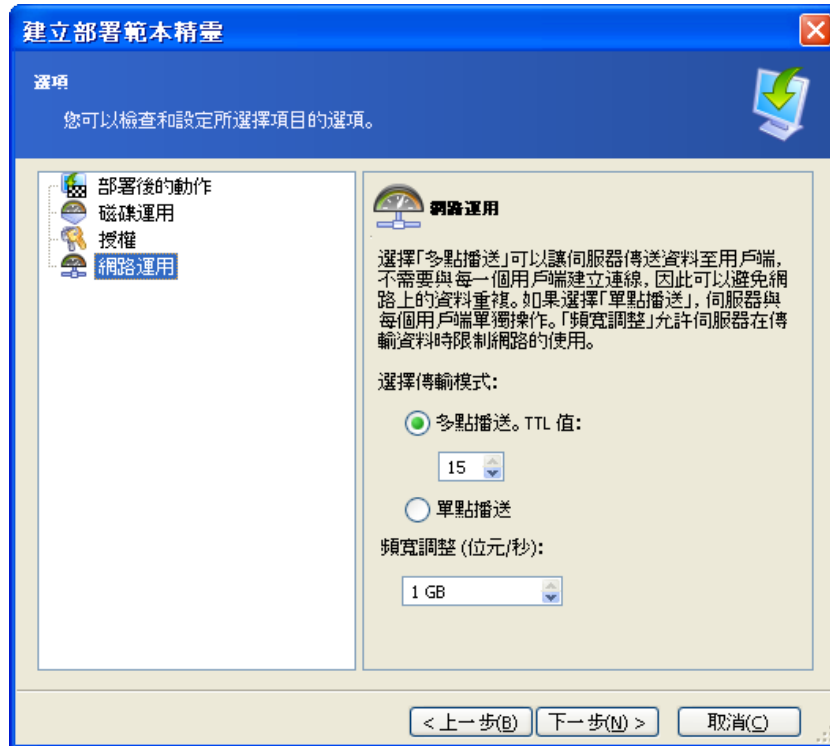 建立部署範本精靈
選項
您可以檢查和設定所選擇項目的選項。
部署後的動作
磁碟運用
授權
網路運用
網路運用
選擇「多點播送」可以讓伺服器傳送資料至用戶端,
不需要與每一個用戶端建立連線,因此可以避免網
路上的資料重複。如果選擇「單點播送」,伺服器與
每個用戶端單獨操作。「頻寬調整」允許伺服器在傳
輸資料時限制網路的使用。
選擇傳輸模式:
多點播送。TTL 值:
15
單點播送
頻寬調整 (位元/秒):
1 GB
< 上一步(B)
下一步(N) >
取消(C)